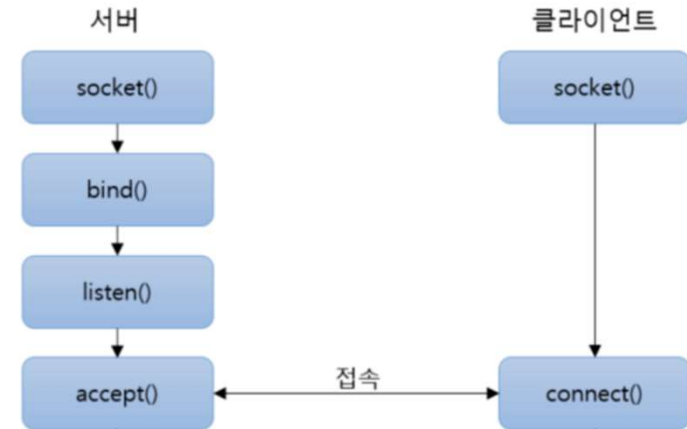 서버
클라이언트
socket()
socket()
bind()
listen()
accept()
접속
connect()